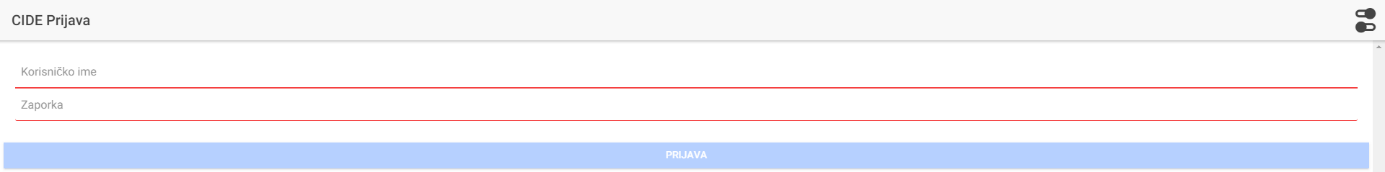 CIDE Prijava
Korisničko ime
Zaporka
PRIJAVA